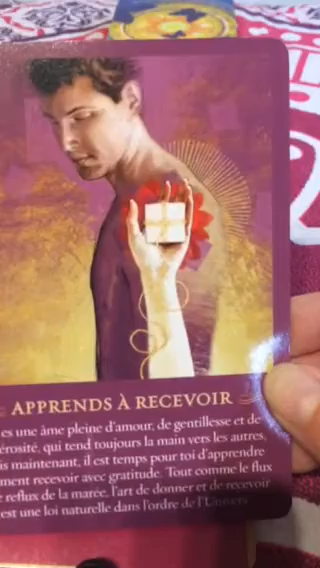 APPRENDS À RECEVOIR
es une âme pleine d'amour, de gentillesse et de
érosité, qui tend toujours la main vers les autres,
is maintenant, il est temps pour toi d'apprendre
ment recevoir avec gratitude. Tout comme le flux
e reflux de la marée, l'art de donner et de recevoir
est une loi naturelle dans l'ordre de l'Univers.